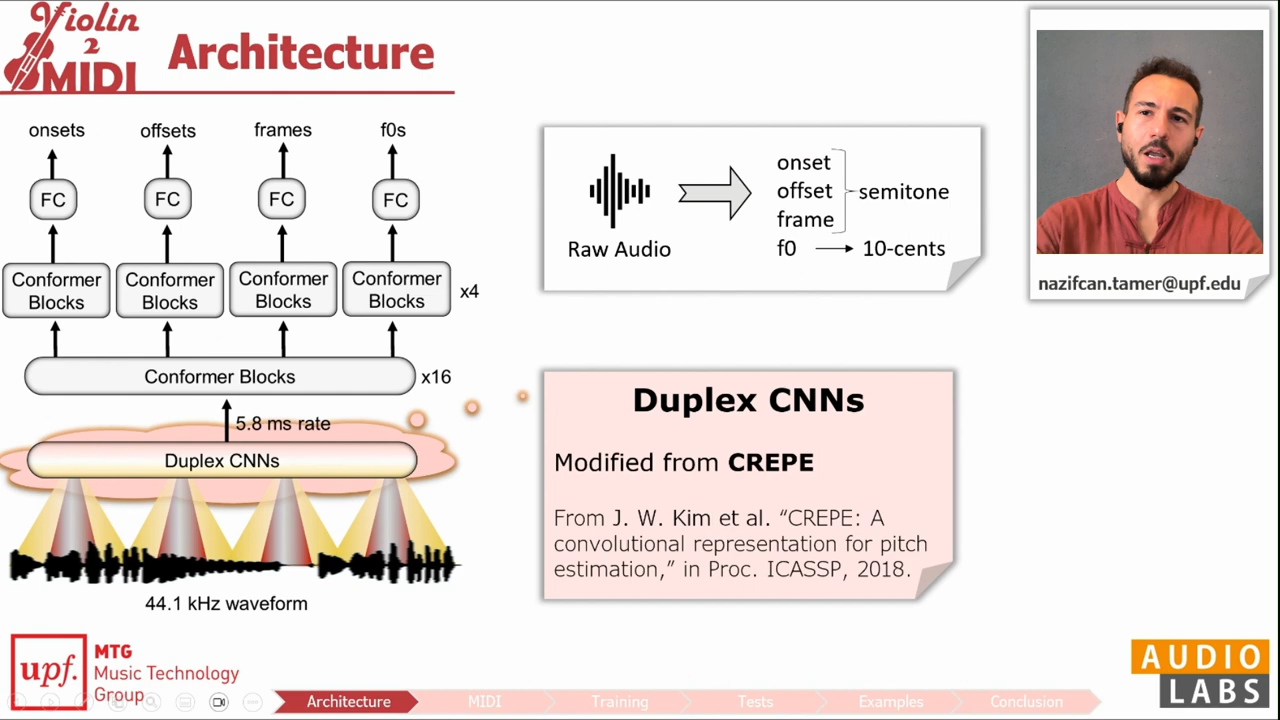 Violin
2
MIDI
Architecture
onsets
offsets
frames
f0s
FC
FC
FC
FC
Conformer
Blocks
Conformer
Blocks
Conformer
Blocks
Conformer
Blocks
x4
Conformer Blocks
x16
5.8 ms rate
Duplex CNNs
44.1 kHz waveform
Raw Audio
onset
offset
frame
semitone
f0
10-cents
Duplex CNNs
Modified from CREPE
From J. W. Kim et al. “CREPE: A
convolutional representation for pitch
estimation,” in Proc. ICASSP, 2018.
nazifcan.tamer@upf.edu
upf.
MTG
Music Technology
Group
Architecture
MIDI
Training
Tests
Examples
Conclusion
AUDIO
LABS